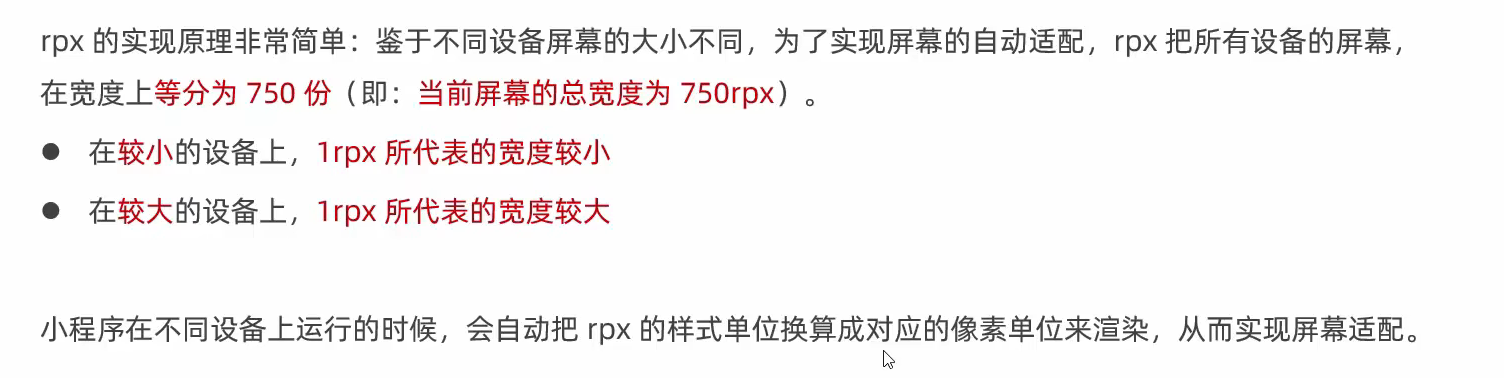 rpx 的实现原理非常简单：鉴于不同设备屏幕的大小不同，为了实现屏幕的自动适配，rpx 把所有设备的屏幕，
在宽度上等分为 750 份（即：当前屏幕的总宽度为 750rpx）。
● 在较小的设备上，1rpx 所代表的宽度较小
● 在较大的设备上，1rpx 所代表的宽度较大
小程序在不同设备上运行的时候，会自动把 rpx 的样式单位换算成对应的像素单位来渲染，从而实现屏幕适配。